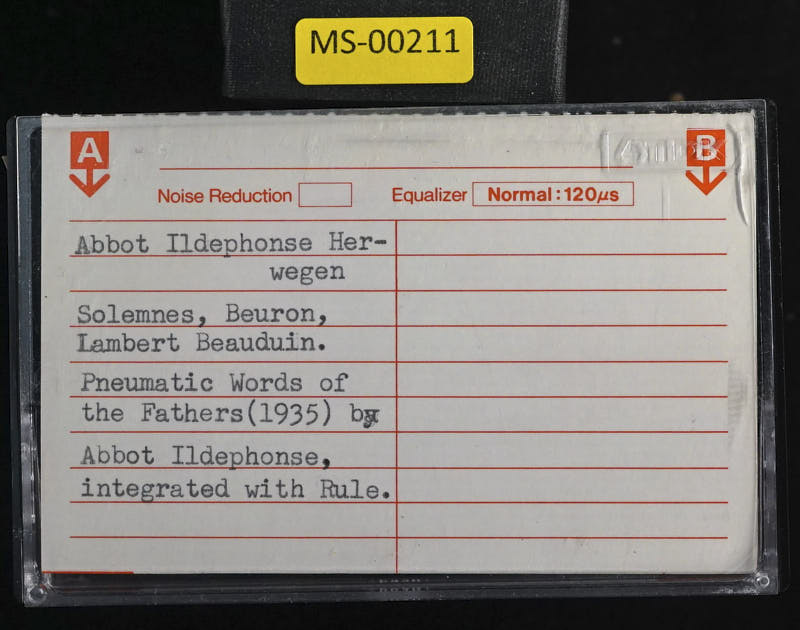 MS-00211
A B
Noise Reduction Equalizer Normal:120µs
Abbot Ildephonse Her-
wegen
Solemnes, Beuron,
Lambert Beauduin.
Pneumatic Words of
the Fathers(1935) by
Abbot Ildephonse,
integrated with Rule.